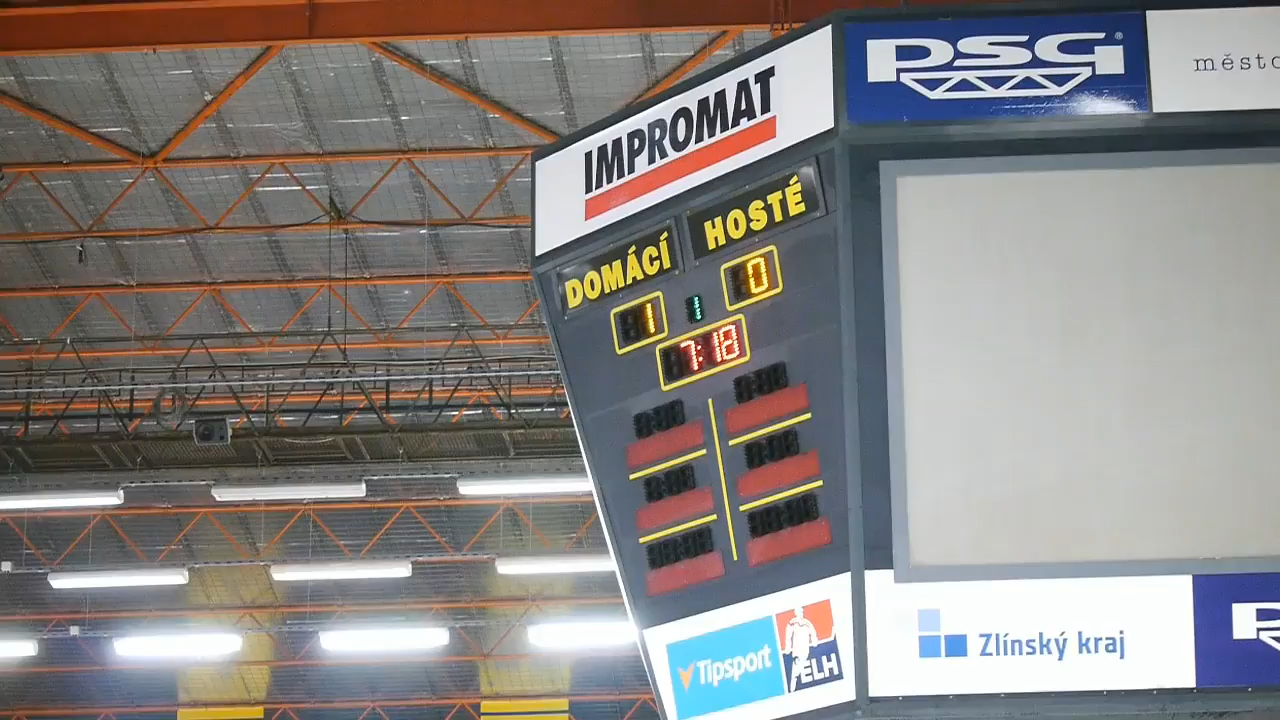 PSG®
město
IMPROMAT
DOMÁCÍ HOSTÉ
1 1 0
7:18
Zlínský kraj
Tipsport ELH